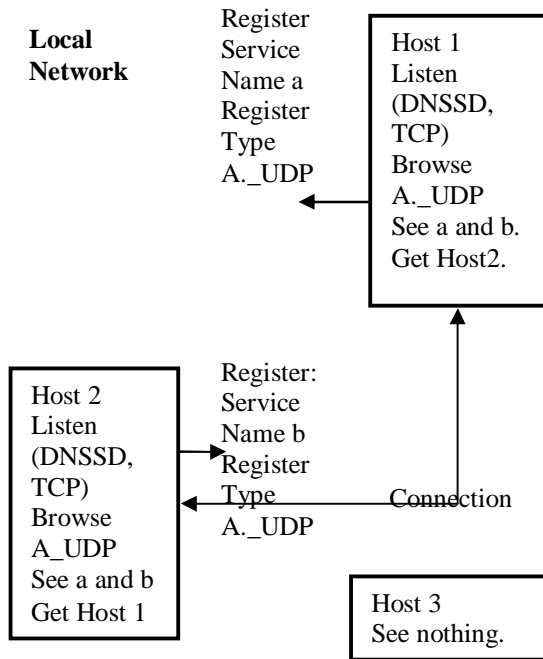 Local
Network
Register
Service
Name a
Register
Type
A._UDP
Host 1
Listen
(DNSSD,
TCP)
Browse
A._UDP
See a and b.
Get Host2.
Host 2
Listen
(DNSSD,
TCP)
Browse
A_UDP
See a and b
Get Host 1
Register:
Service
Name b
Register
Type
A._UDP
Connection
Host 3
See nothing.